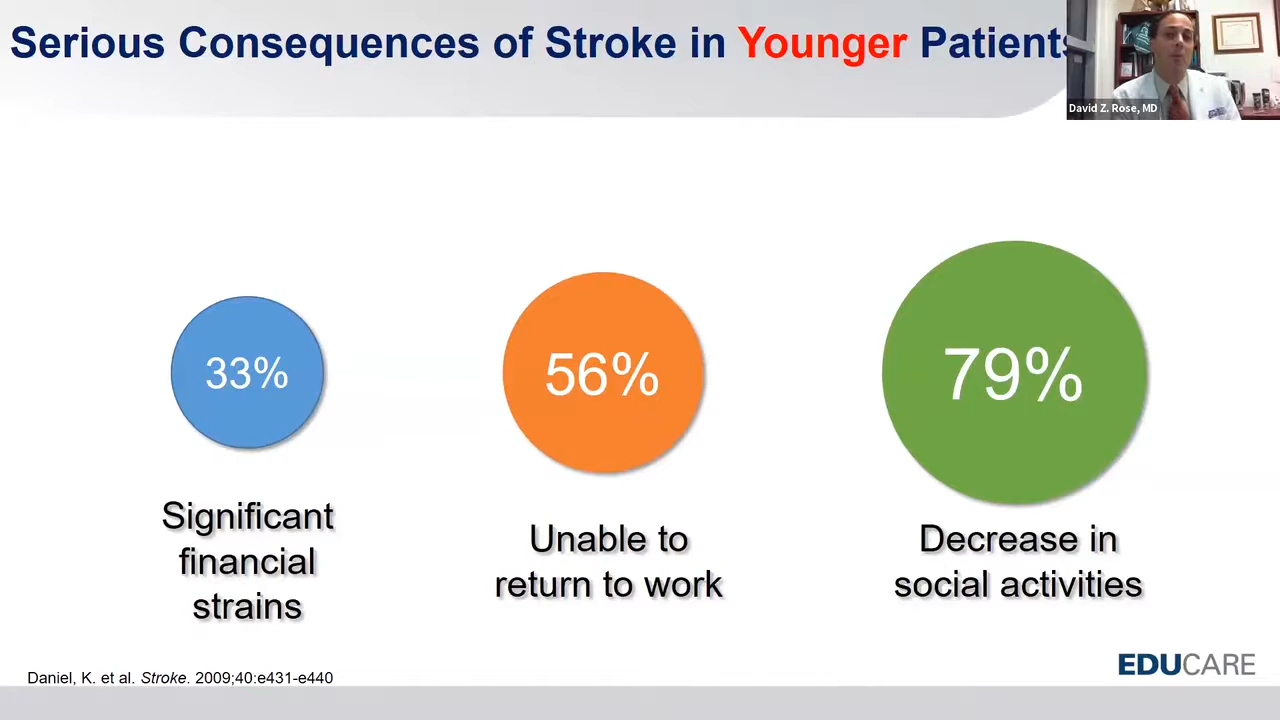 Serious Consequences of Stroke in Younger Patients
David Z. Rose, MD
33%
56%
79%
Significant
financial
strains
Unable to
return to work
Decrease in
social activities
Daniel, K. et al. Stroke. 2009;40:e431-e440
EDUCARE